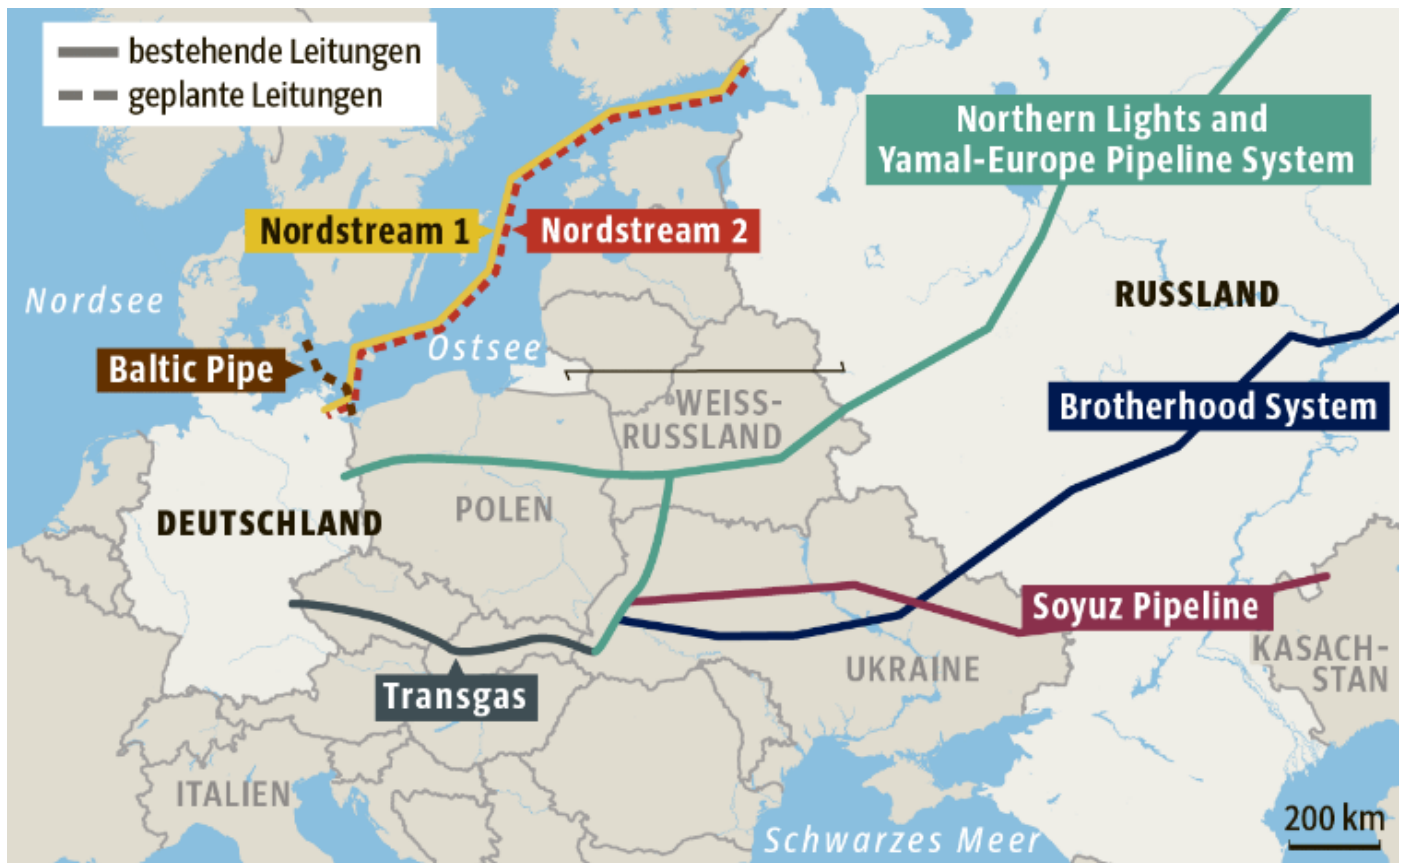 bestehende Leitungen
geplante Leitungen
Northern Lights and
Yamal-Europe Pipeline System
Nordstream 1
Nordstream 2
Nordsee
RUSSLAND
Ostsee
Baltic Pipe
WEISS-
RUSSLAND
Brotherhood System
POLEN
DEUTSCHLAND
Soyuz Pipeline
KASACH-
STAN
UKRAINE
Transgas
ITALIEN
200 km
Schwarzes Meer